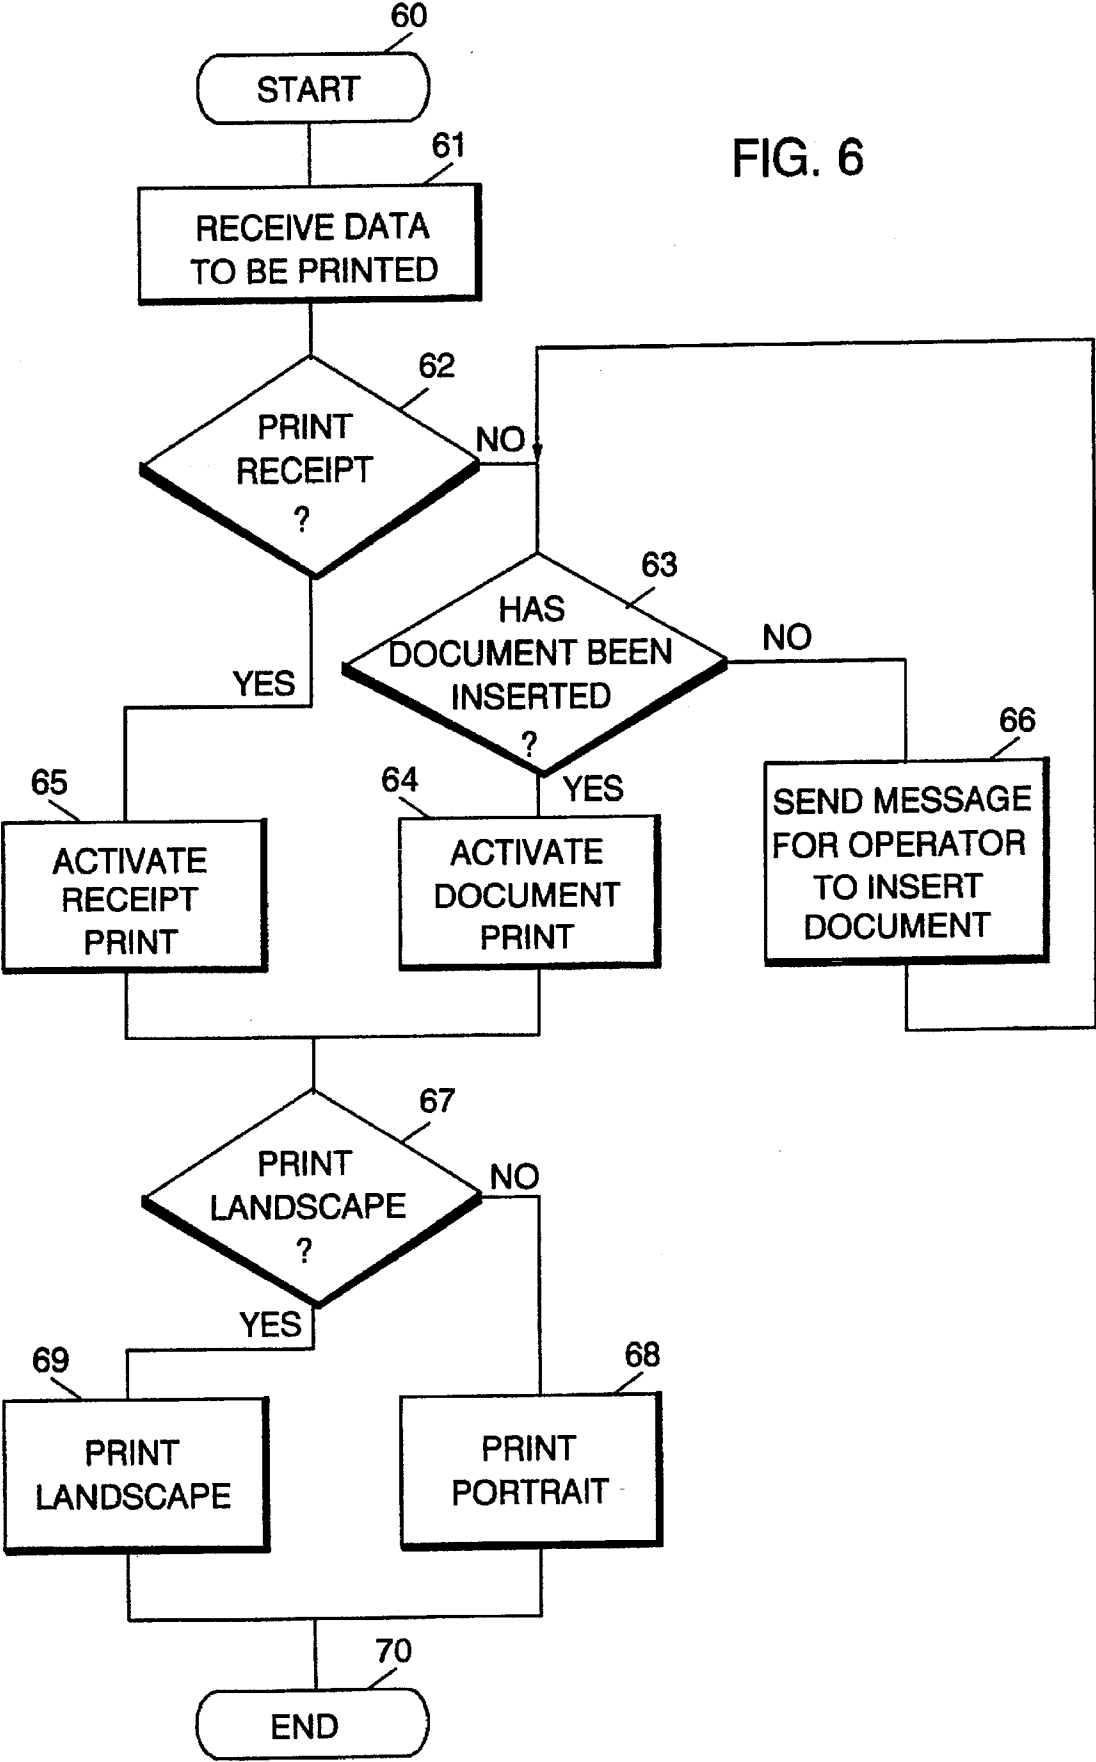 60
START
FIG. 6
61
RECEIVE DATA
TO BE PRINTED
62
PRINT
RECEIPT
?
NO
63
HAS
DOCUMENT BEEN
INSERTED
?
NO
YES
66
SEND MESSAGE
FOR OPERATOR
TO INSERT
DOCUMENT
65
ACTIVATE
RECEIPT
PRINT
64
YES
ACTIVATE
DOCUMENT
PRINT
67
PRINT
LANDSCAPE
?
NO
YES
69
PRINT
LANDSCAPE
68
PRINT
PORTRAIT
70
END